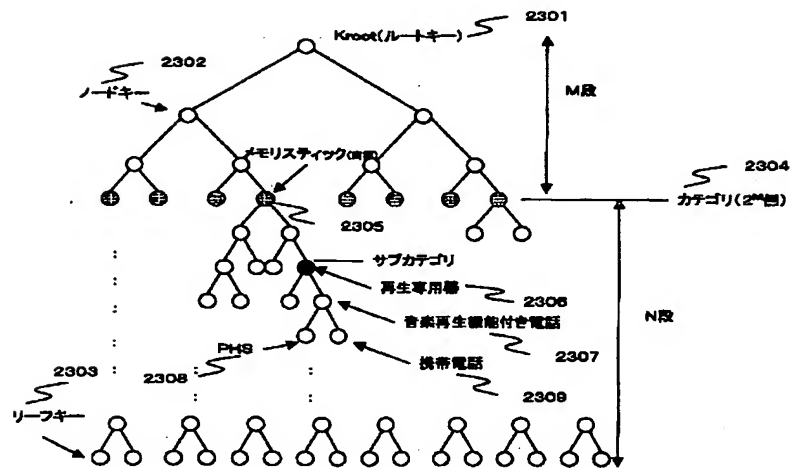 2301
Kroot(ルートキー)
2302
ノードキー
M段
メモリスティック
2304
カテゴリ(2
2305
サブカテゴリ
再生専用器
2306
音楽再生機能付き電話
N段
2307
PHS
携帯電話
2303
2308
2309
リーフキー